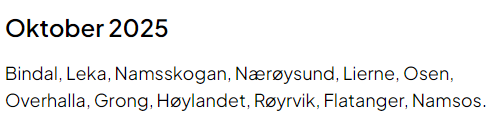 Oktober 2025
Bindal, Leka, Namsskogan, Nærøysund, Lierne, Osen,
Overhalla, Grong, Høylandet, Røyrvik, Flatanger, Namsos.